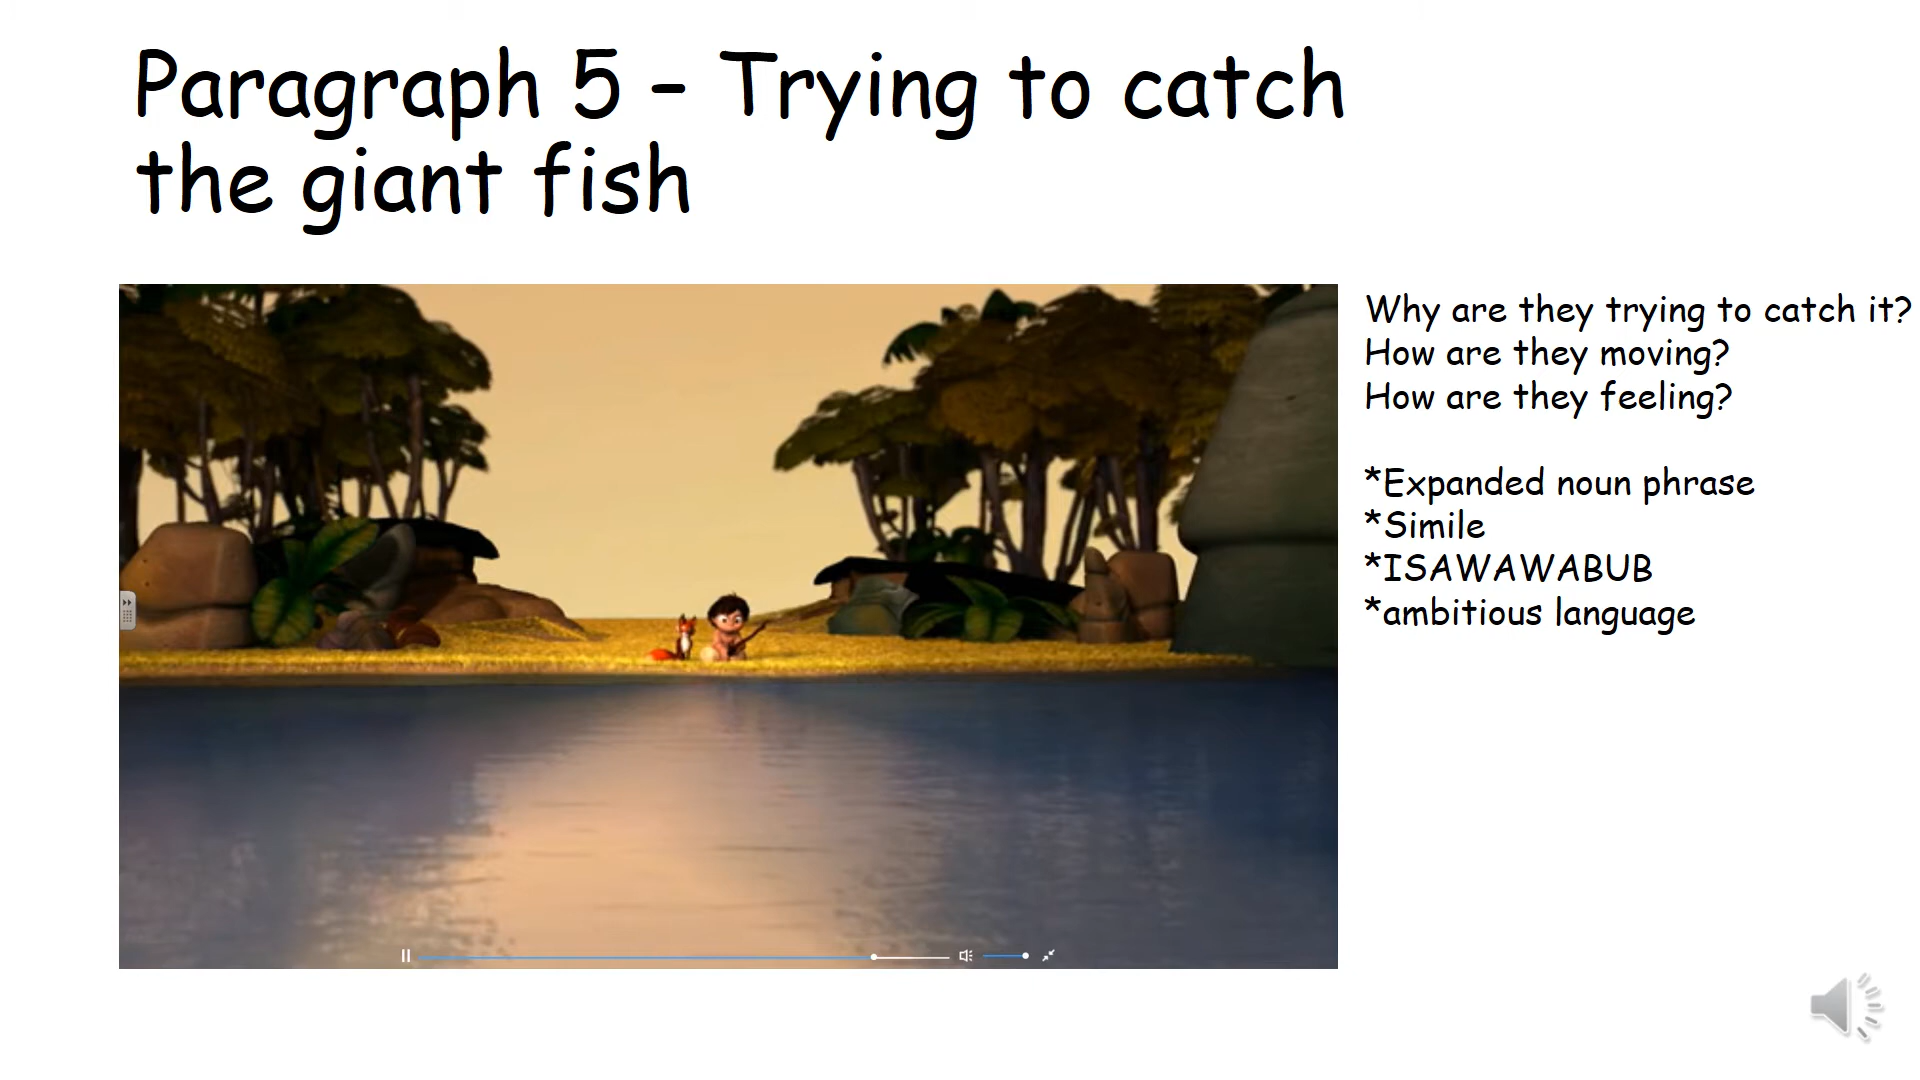 Paragraph 5 – Trying to catch
the giant fish
Why are they trying to catch it?
How are they moving?
How are they feeling?
*Expanded noun phrase
*Simile
*ISAWAWABUB
*ambitious language